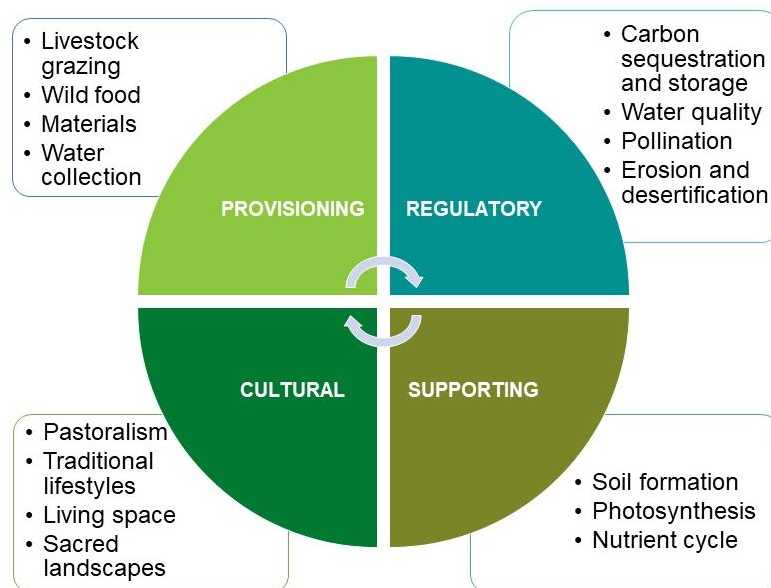 • Livestock
grazing
• Wild food
• Materials
• Water
collection
• Carbon
sequestration
and storage
• Water quality
• Pollination
• Erosion and
desertification
PROVISIONING
REGULATORY
CULTURAL
SUPPORTING
• Pastoralism
• Traditional
lifestyles
• Living space
• Sacred
landscapes
• Soil formation
• Photosynthesis
• Nutrient cycle